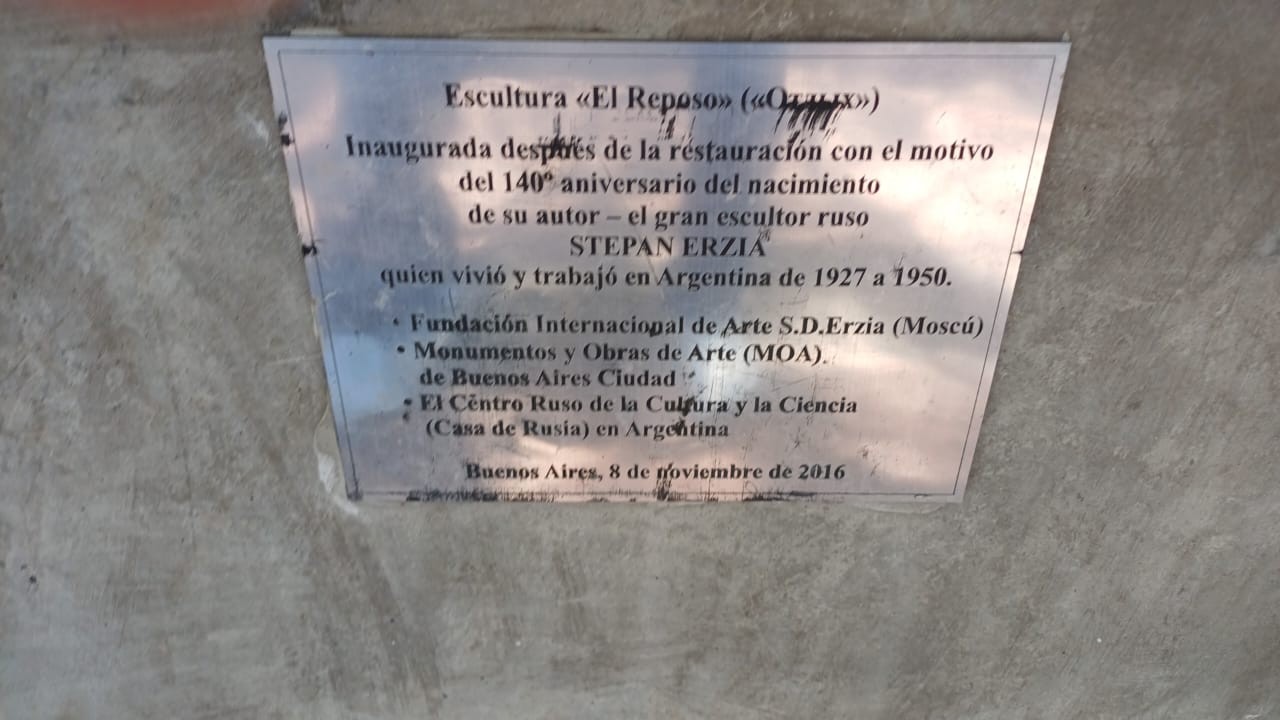 Escultura «El Reposo»
Inaugurada después de la restauración con el motivo
del 140º aniversario del nacimiento
de su autor – el gran escultor ruso
STEPAN ERZIA
quien vivió y trabajó en Argentina de 1927 a 1950.
• Fundación Internacional de Arte S.D.Erzia (Moscú)
• Monumentos y Obras de Arte (MOA)
de Buenos Aires Ciudad
• El Centro Ruso de la Cultura y la Ciencia
(Casa de Rusia) en Argentina
Buenos Aires, 8 de noviembre de 2016